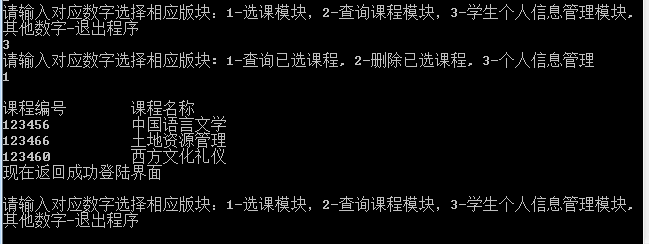 请输入对应数字选择相应版块：1-选课模块，2-查询课程模块，3-学生个人信息管理模块，
其他数字-退出程序
3
请输入对应数字选择相应版块：1-查询已选课程，2-删除已选课程，3-个人信息管理
1
课程编号 课程名称
123456 中国语言文学
123466 土地资源管理
123460 西方文化礼仪
现在返回成功登陆界面
请输入对应数字选择相应版块：1-选课模块，2-查询课程模块，3-学生个人信息管理模块，
其他数字-退出程序